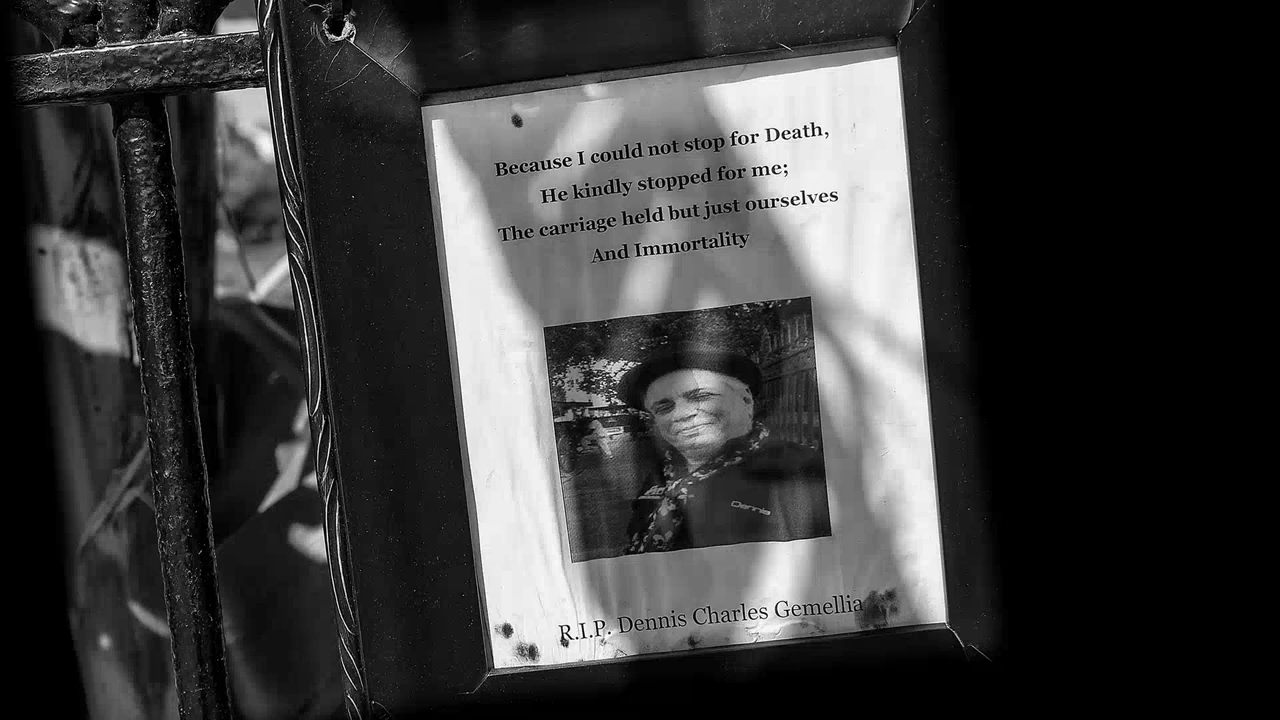 Because I could not stop for Death,
He kindly stopped for me;
The carriage held but just ourselves
And Immortality
Dennis
R.I.P. Dennis Charles Gemellia